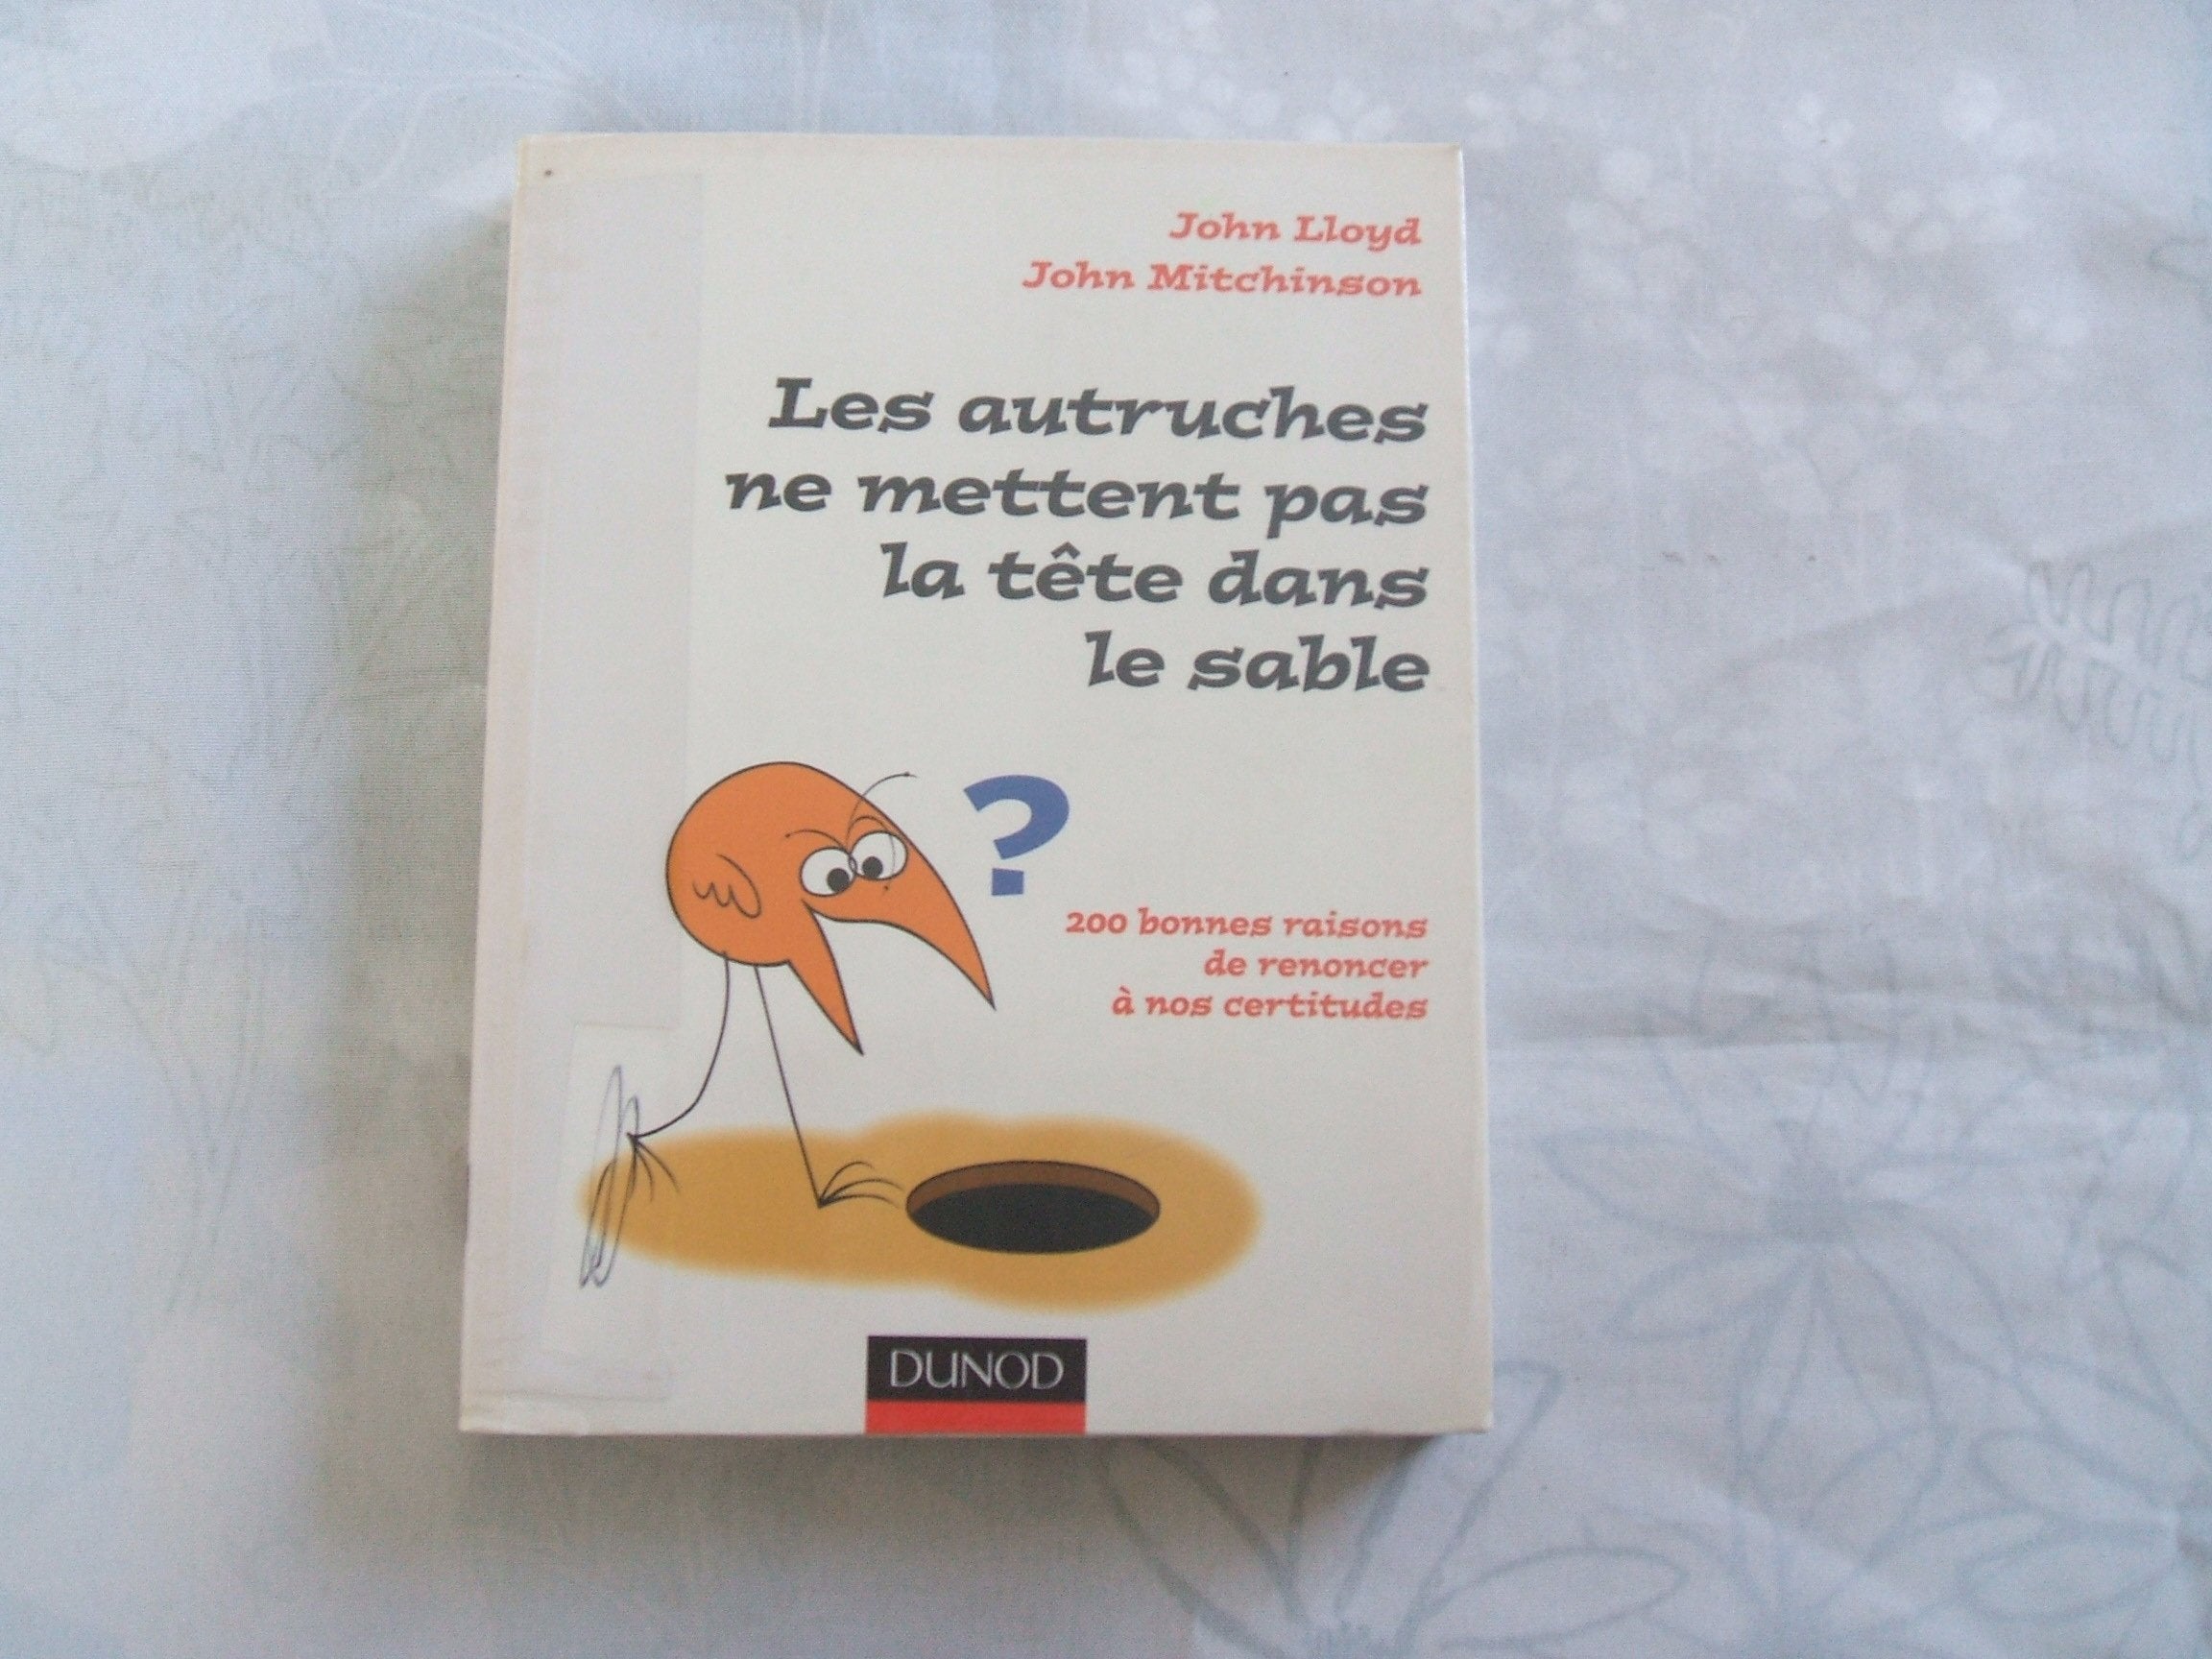 John Lloyd
John Mitchinson
Les autruches
ne mettent pas
la tête dans
le sable
?
200 bonnes raisons
de renoncer
à nos certitudes
DUNOD